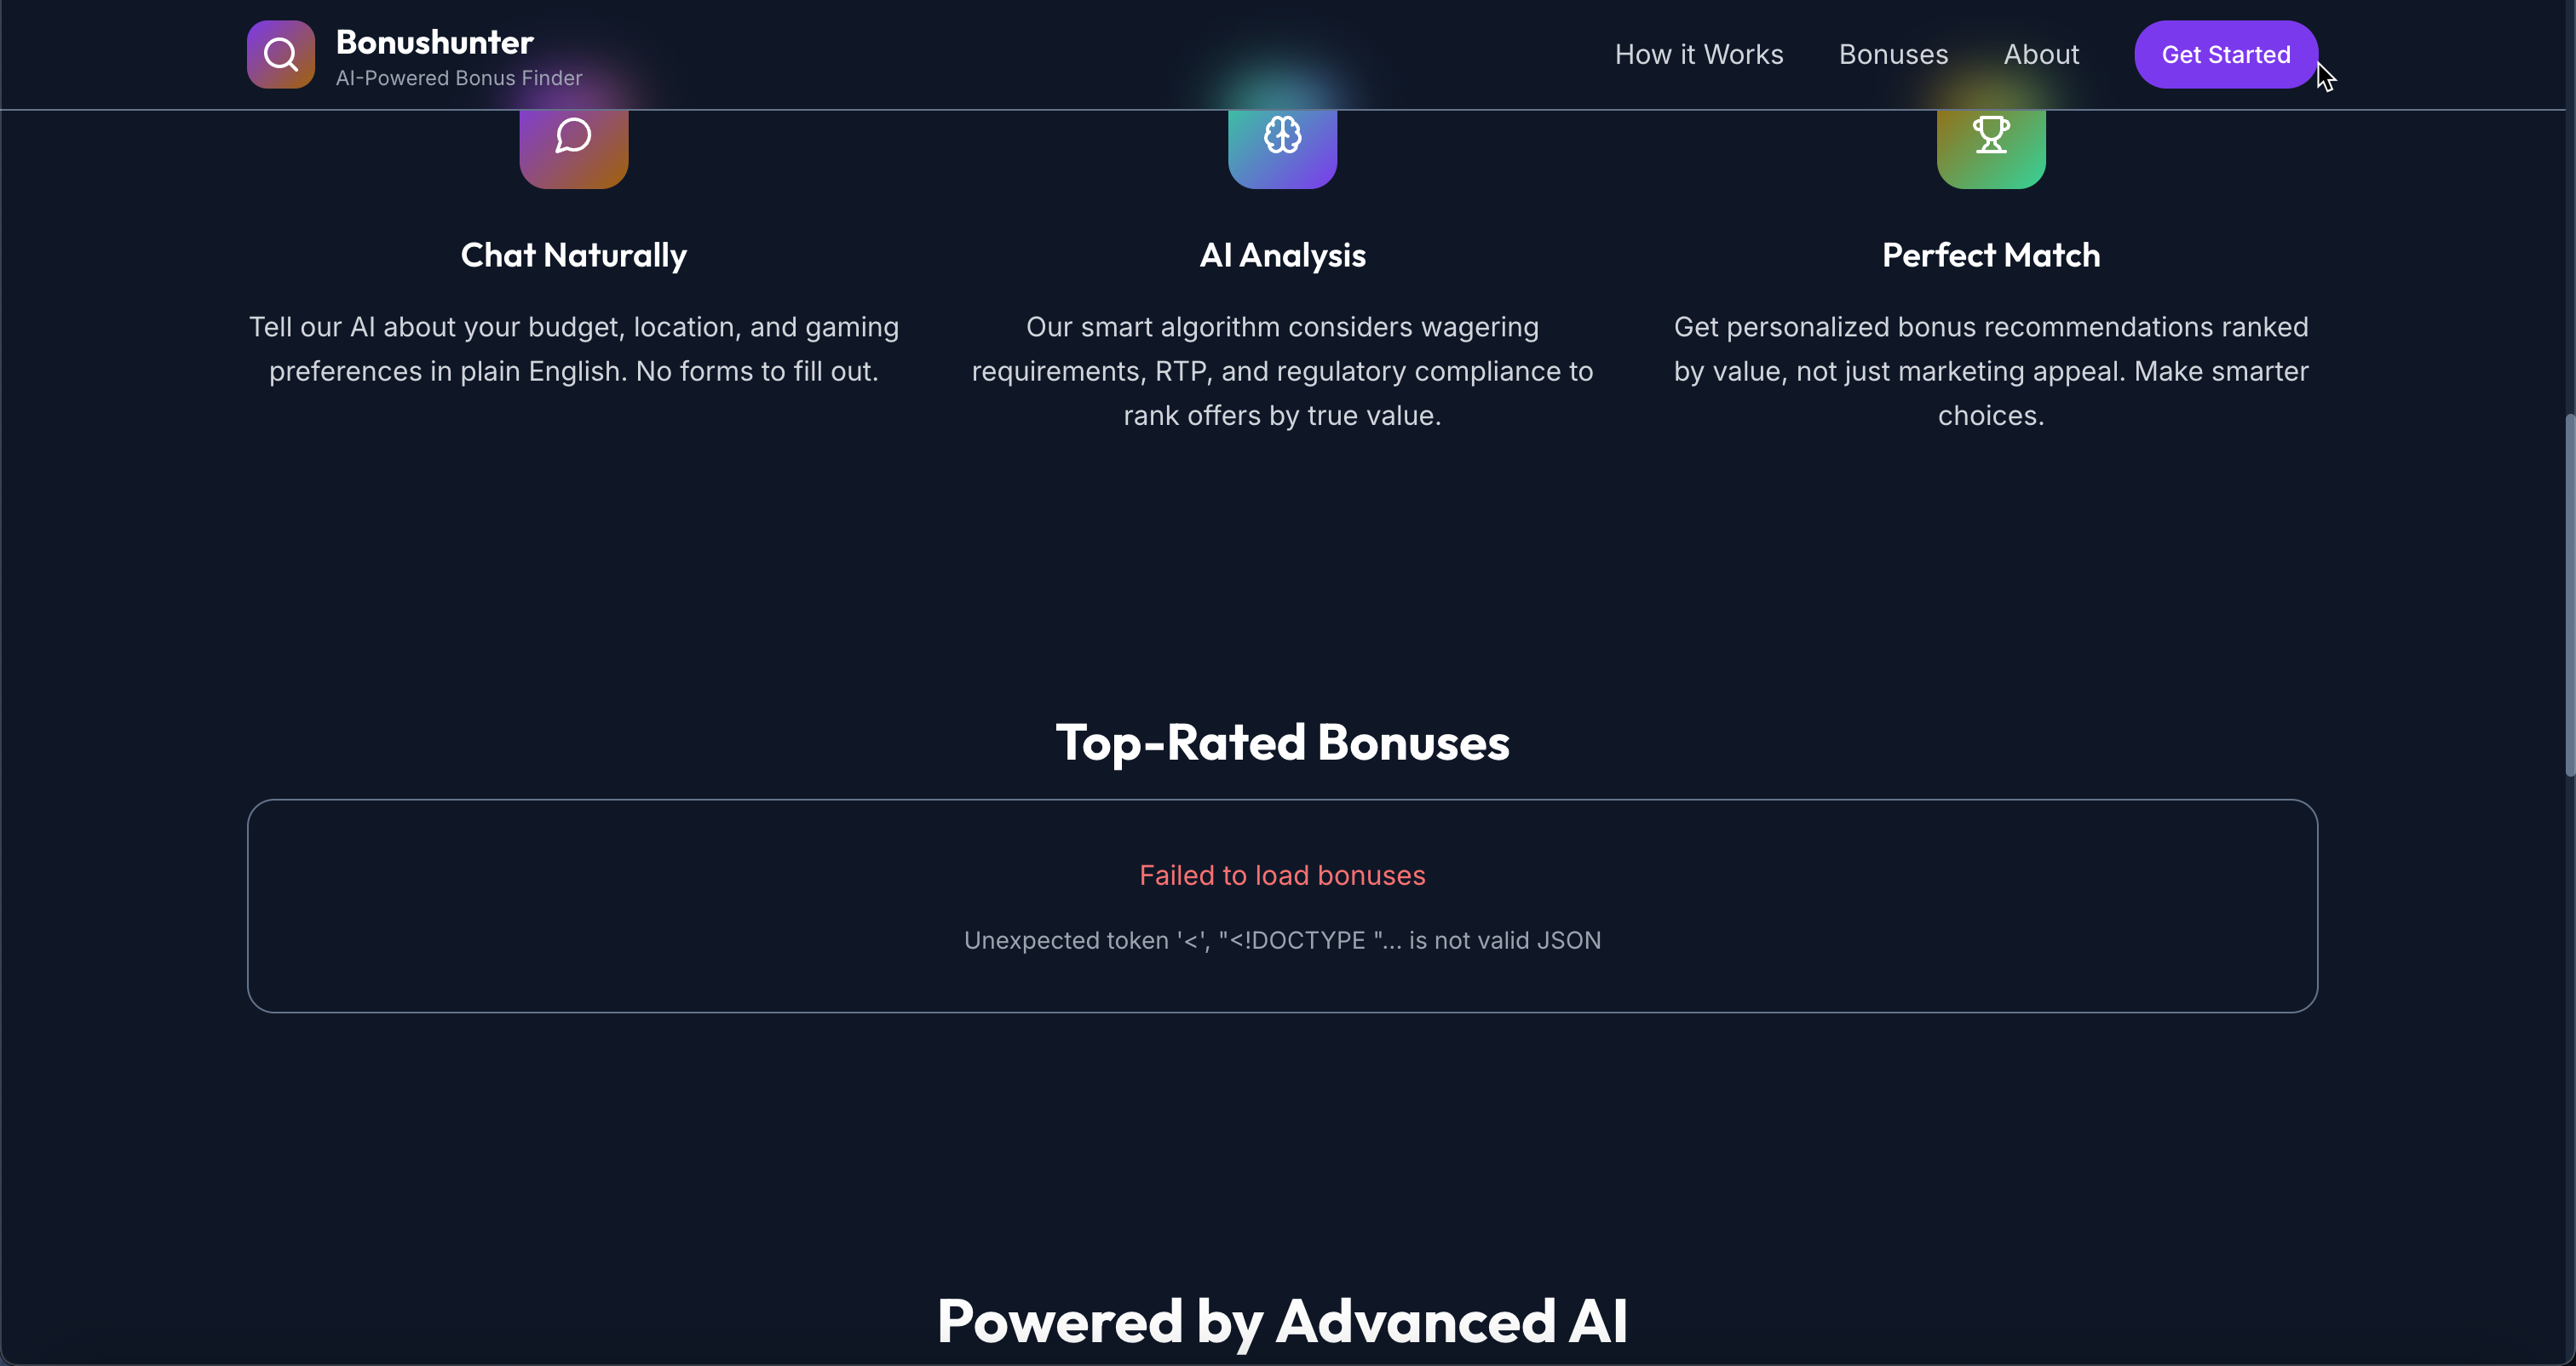 Bonushunter
AI-Powered Bonus Finder
How it Works
Bonuses
About
Get Started
Chat Naturally
Tell our AI about your budget, location, and gaming
preferences in plain English. No forms to fill out.
AI Analysis
Our smart algorithm considers wagering
requirements, RTP, and regulatory compliance to
rank offers by true value.
Perfect Match
Get personalized bonus recommendations ranked
by value, not just marketing appeal. Make smarter
choices.
Top-Rated Bonuses
Failed to load bonuses
Unexpected token '<', "<!DOCTYPE "... is not valid JSON
Powered by Advanced AI